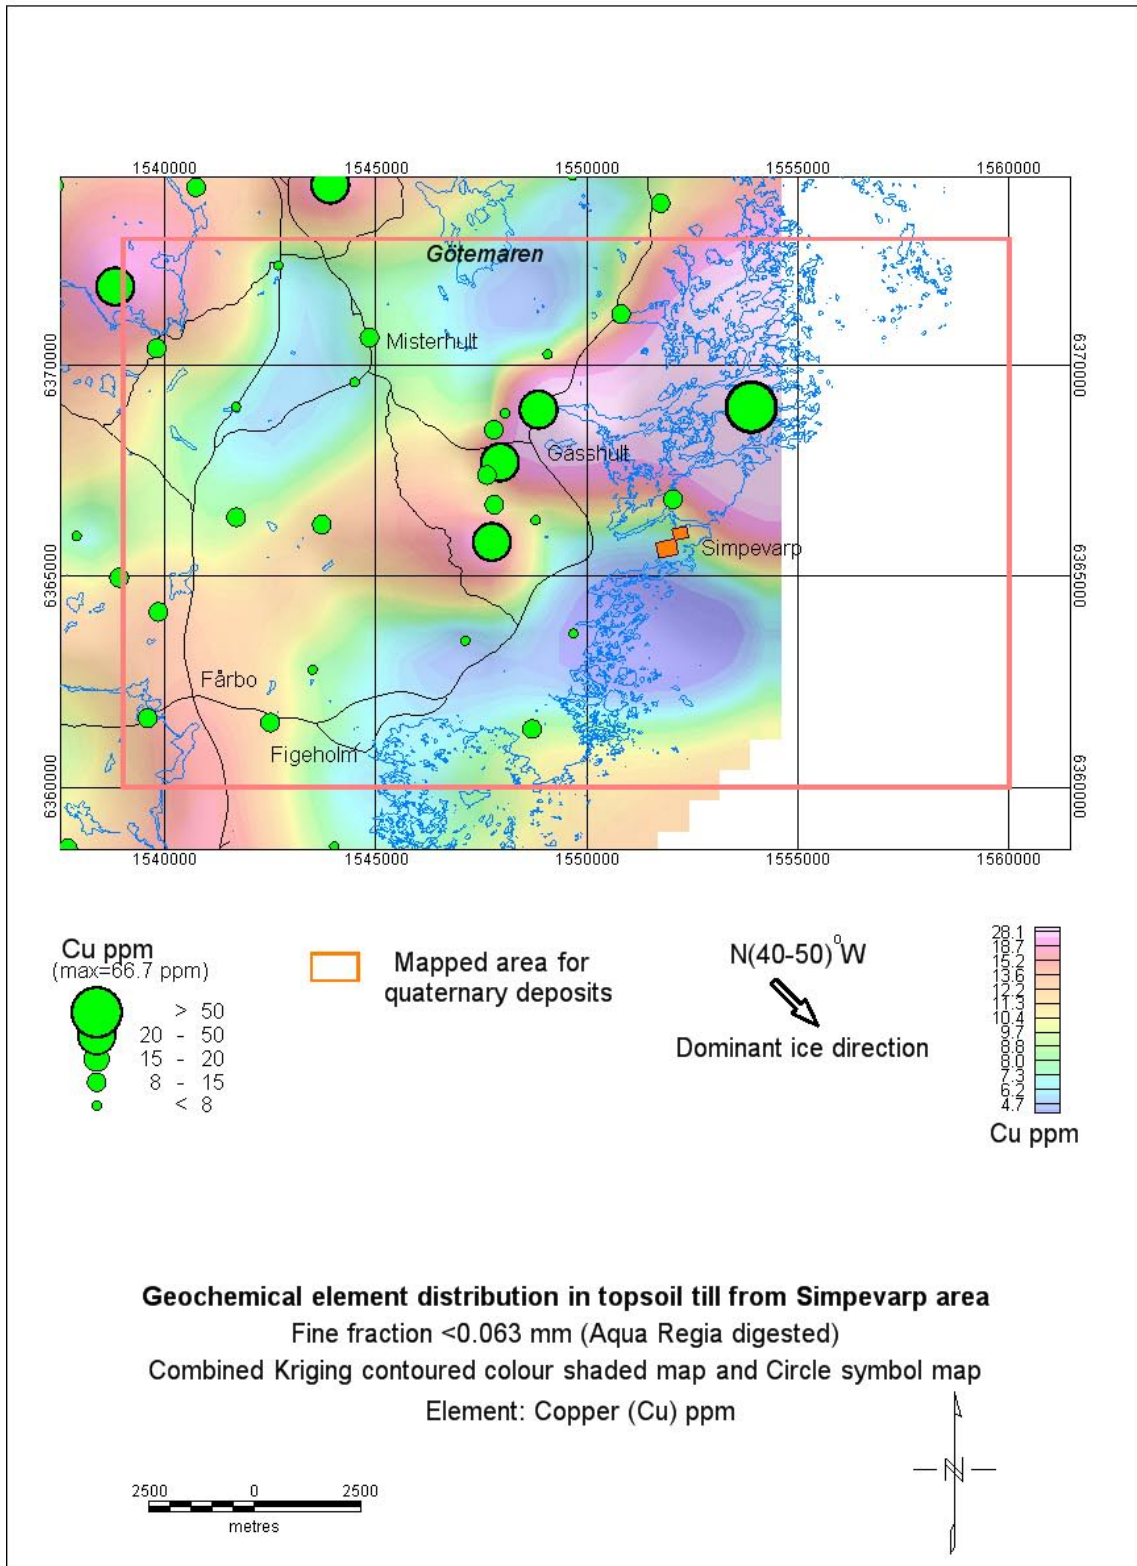 1540000 1545000 1550000 1555000 1560000
Götemaren
Misterhult
6370000 6370000
Gässhult
Simpevarp
6365000 6365000
Fårbo
Figeholm
6360000 6360000
1540000 1545000 1550000 1555000 1560000
Cu ppm
(max=66.7 ppm)
> 50
20 - 50
15 - 20
8 - 15
< 8
Mapped area for
quaternary deposits
N(40-50)°W
Dominant ice direction
28.1
18.7
15.2
13.6
12.2
11.3
10.4
9.7
8.8
8.0
7.3
6.2
4.7
Cu ppm
Geochemical element distribution in topsoil till from Simpevarp area
Fine fraction <0.063 mm (Aqua Regia digested)
Combined Kriging contoured colour shaded map and Circle symbol map
Element: Copper (Cu) ppm
2500 0 2500
metres
N